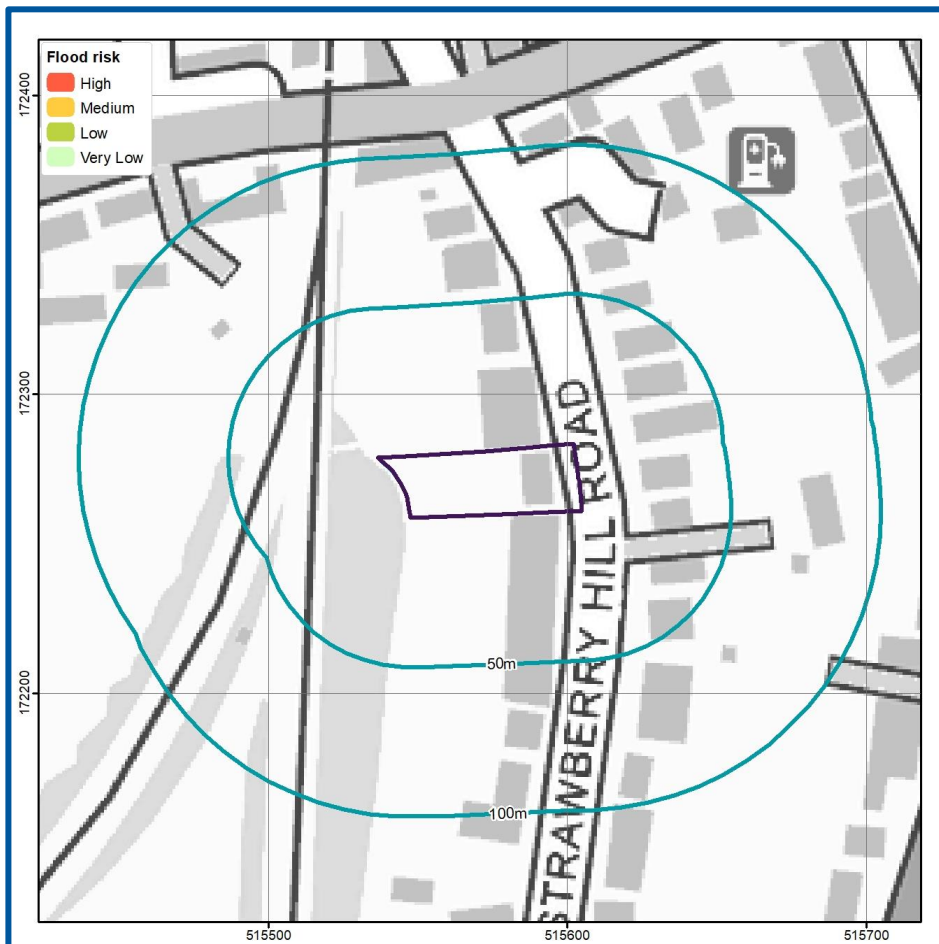 Flood risk
High
Medium
Low
Very Low
172400
172300
172200
STRAWBERRY HILL ROAD
50m
100m
515500
515600
515700